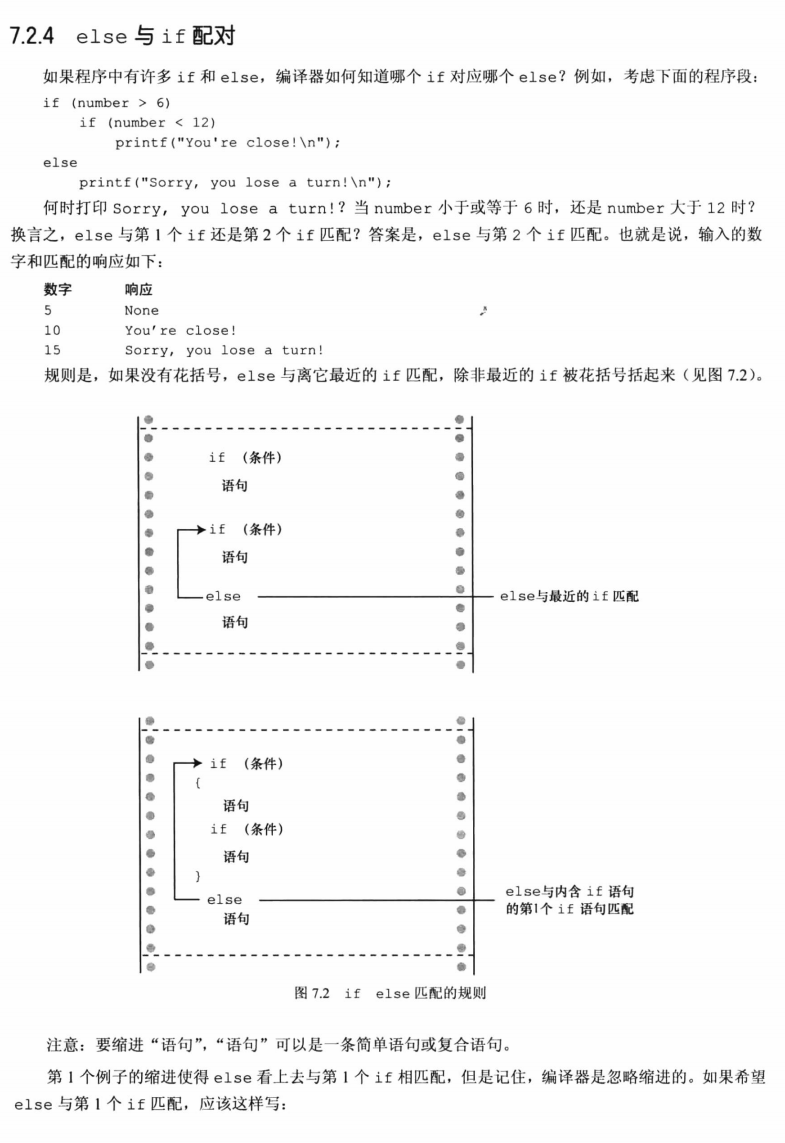 7.2.4 else 与 if 配对
如果程序中有许多 if 和 else，编译器如何知道哪个 if 对应哪个 else？例如，考虑下面的程序段：
if (number > 6)
    if (number < 12)
        printf("You're close!\n");
else
    printf("Sorry, you lose a turn!\n");
何时打印 Sorry, you lose a turn!？当 number 小于或等于 6 时，还是 number 大于 12 时？
换言之，else 与第 1 个 if 还是第 2 个 if 匹配？答案是，else 与第 2 个 if 匹配。也就是说，输入的数
字和匹配的响应如下：
数字 响应
5 None
10 You're close!
15 Sorry, you lose a turn!
规则是，如果没有花括号，else 与离它最近的 if 匹配，除非最近的 if 被花括号括起来（见图 7.2）。
if （条件）
语句
if （条件）
语句
else
else与最近的 if 匹配
语句
if （条件）
{
语句
if （条件）
语句
}
else
else与内含 if 语句
的第1个 if 语句匹配
语句
图 7.2 if else 匹配的规则
注意：要缩进“语句”，“语句”可以是一条简单语句或复合语句。
第 1 个例子的缩进使得 else 看上去与第 1 个 if 相匹配，但是记住，编译器是忽略缩进的。如果希望
else 与第 1 个 if 匹配，应该这样写：